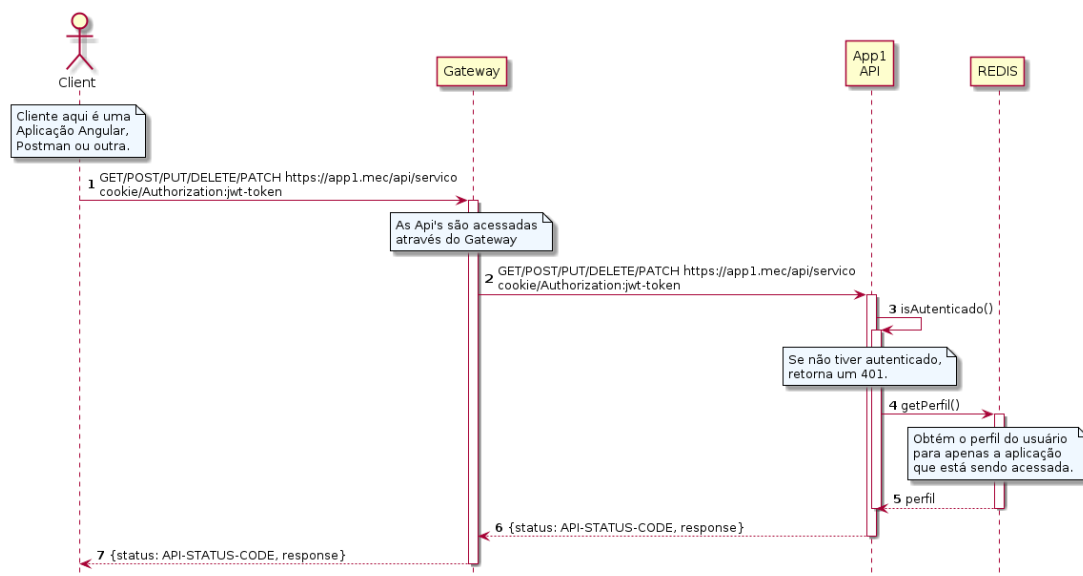 Client
Gateway
App1
API
REDIS
Cliente aqui é uma
Aplicação Angular,
Postman ou outra.
1 GET/POST/PUT/DELETE/PATCH https://app1.mec/api/servico
cookie/Authorization:jwt-token
As Api's são acessadas
através do Gateway
2 GET/POST/PUT/DELETE/PATCH https://app1.mec/api/servico
cookie/Authorization:jwt-token
3 isAutenticado()
Se não tiver autenticado,
retorna um 401.
4 getPerfil()
Obtém o perfil do usuário
para apenas a aplicação
que está sendo acessada.
5 perfil
6 {status: API-STATUS-CODE, response}
7 {status: API-STATUS-CODE, response}